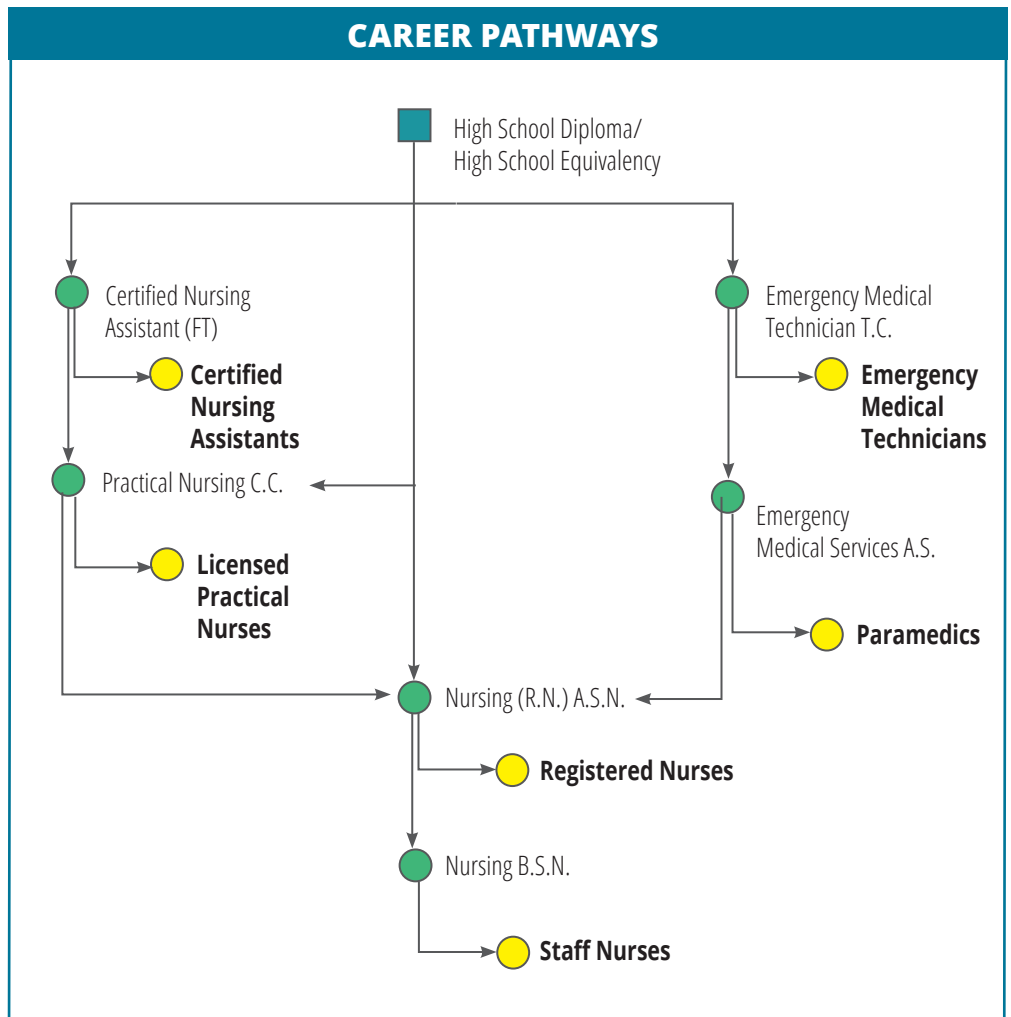 CAREER PATHWAYS
High School Diploma/
High School Equivalency
Certified Nursing
Assistant (FT)
Emergency Medical
Technician T.C.
Certified
Nursing
Assistants
Emergency
Medical
Technicians
Practical Nursing C.C.
Emergency
Medical Services A.S.
Licensed
Practical
Nurses
Paramedics
Nursing (R.N.) A.S.N.
Registered Nurses
Nursing B.S.N.
Staff Nurses